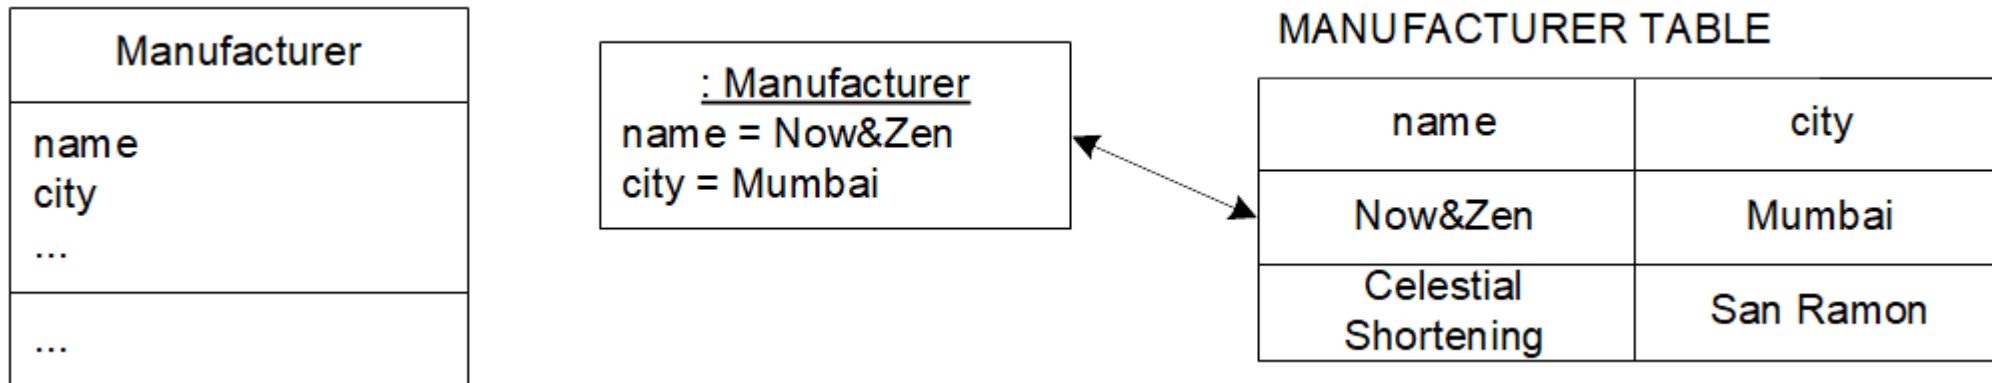 Manufacturer
name
city
...
...
: Manufacturer
name = Now&Zen
city = Mumbai
MANUFACTURER TABLE
name city
Now&Zen Mumbai
Celestial
Shortening San Ramon